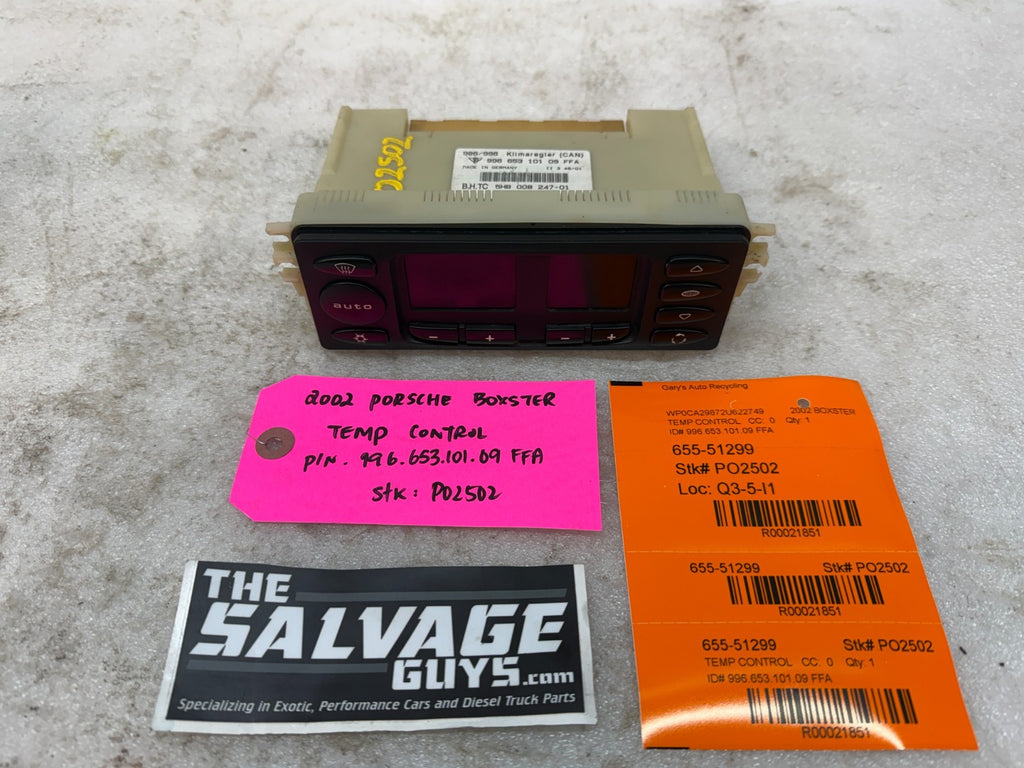 PO2502
996/986 Klimaregler (CAN)
996 653 101 09 FFA
MADE IN GERMANY
B.H.TC 5HB 008 247-01
auto
- + - +
2002 PORSCHE BOXSTER
TEMP CONTROL
P/N. 996.653.101.09 FFA
Stk: PO2502
Gary's Auto Recycling
WP0CA29872U622749 2002 BOXSTER
TEMP CONTROL CC: 0 Qty: 1
ID# 996.653.101.09 FFA
655-51299
Stk# PO2502
Loc: Q3-5-I1
R00021851
655-51299 Stk# PO2502
R00021851
655-51299 Stk# PO2502
TEMP CONTROL CC: 0 Qty: 1
ID# 996.653.101.09 FFA
R00021851
THE
SALVAGE
GUYS.com
Specializing in Exotic, Performance Cars and Diesel Truck Parts